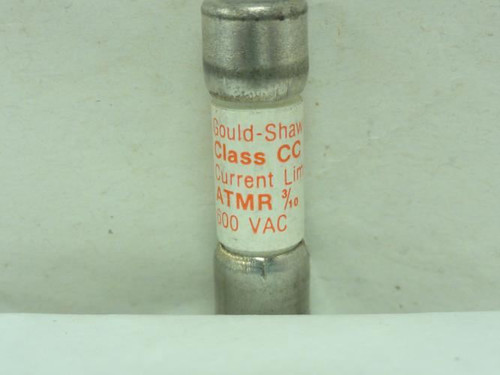 Gould-Shaw
Class CC
Current Lim
ATMR 3/10
600 VAC